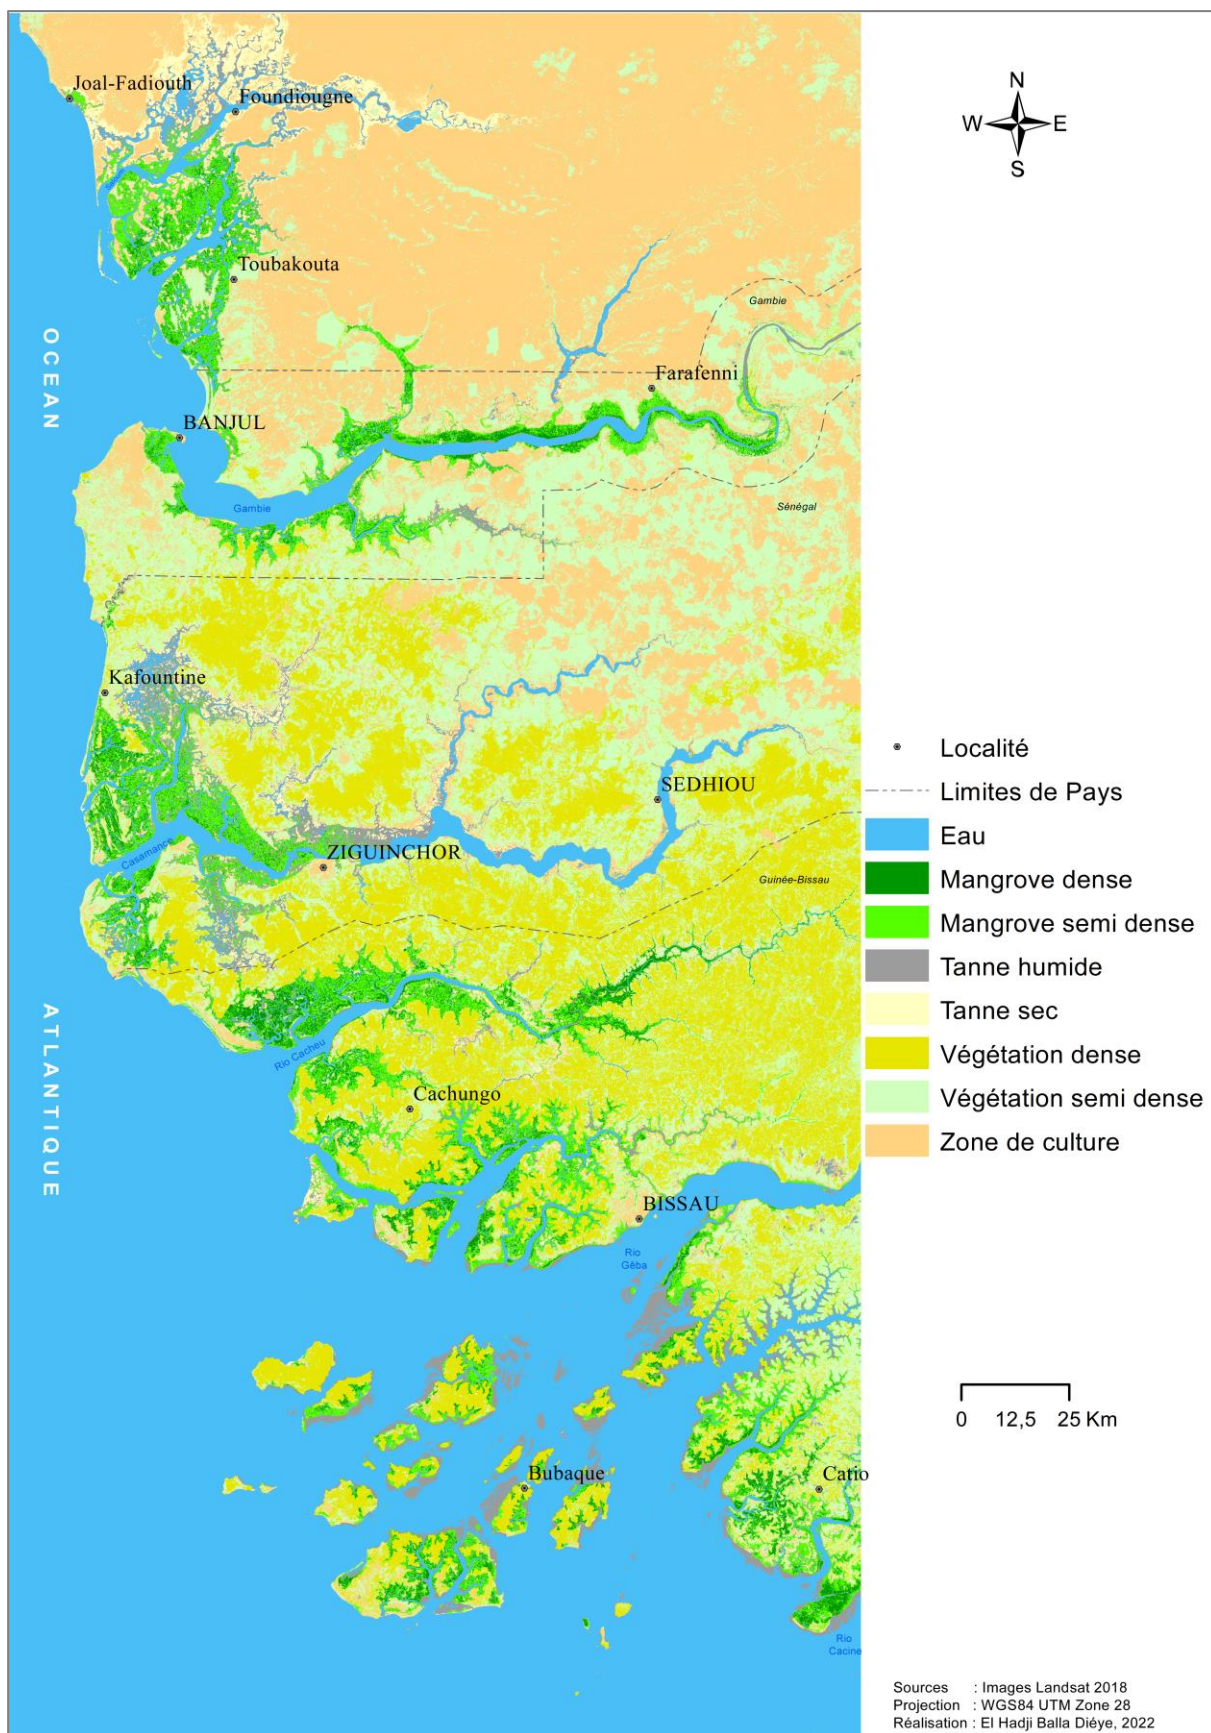 N
W E
S
Joal-Fadiouth
Foundiougne
Toubakouta
Gambie
Farafenni
OCEAN
BANJUL
Gambie
Sénégal
Kafountine
SEDHIOU
ZIGUINCHOR
Casamance
Guinée-Bissau
ATLANTIQUE
Rio Cacheu
Cachungo
BISSAU
Rio
Gêba
Bubaque
Catio
Rio
Cacine
Localité
Limites de Pays
Eau
Mangrove dense
Mangrove semi dense
Tanne humide
Tanne sec
Végétation dense
Végétation semi dense
Zone de culture
0 12,5 25 Km
Sources : Images Landsat 2018
Projection : WGS84 UTM Zone 28
Réalisation : El Hadji Balla Diéye, 2022